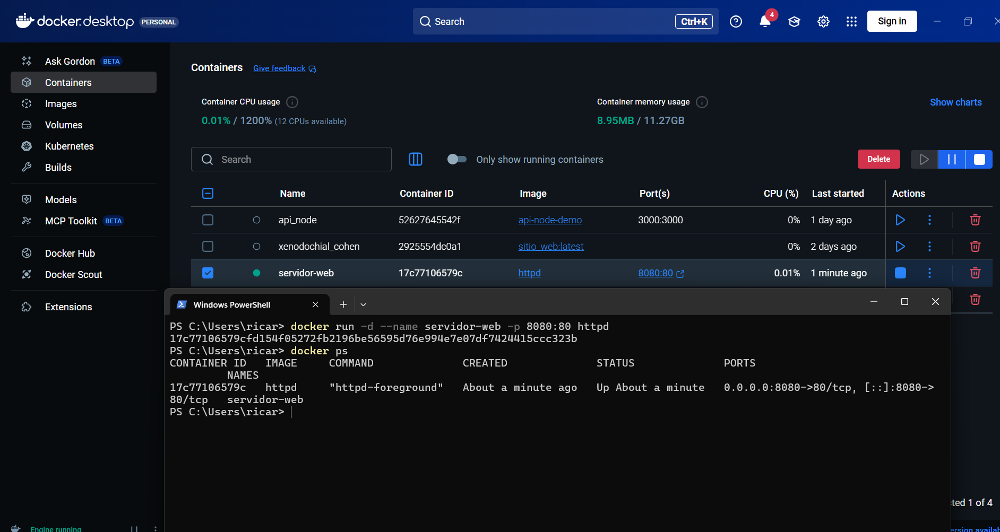 docker.desktop PERSONAL
Search Ctrl+K
4
Sign in
Ask Gordon BETA
Containers
Images
Volumes
Kubernetes
Builds
Models
MCP Toolkit BETA
Docker Hub
Docker Scout
Extensions
Engine running
Containers Give feedback
Container CPU usage
0.01% / 1200% (12 CPUs available)
Container memory usage
8.95MB / 11.27GB
Show charts
Search
Only show running containers
Delete
Name Container ID Image Port(s) CPU (%) Last started Actions
api_node 52627645542f api-node-demo 3000:3000 0% 1 day ago
xenodochial_cohen 2925554dc0a1 sitio_web:latest 0% 2 days ago
servidor-web 17c77106579c httpd 8080:80 0.01% 1 minute ago
Windows PowerShell
PS C:\Users\ricar> docker run -d --name servidor-web -p 8080:80 httpd
17c77106579cfd154f05272fb2196be56595d76e994e7e07df7424415ccc323b
PS C:\Users\ricar> docker ps
CONTAINER ID IMAGE COMMAND CREATED STATUS PORTS
NAMES
17c77106579c httpd "httpd-foreground" About a minute ago Up About a minute 0.0.0.0:8080->80/tcp, [::]:8080->
80/tcp servidor-web
PS C:\Users\ricar>
1 of 4